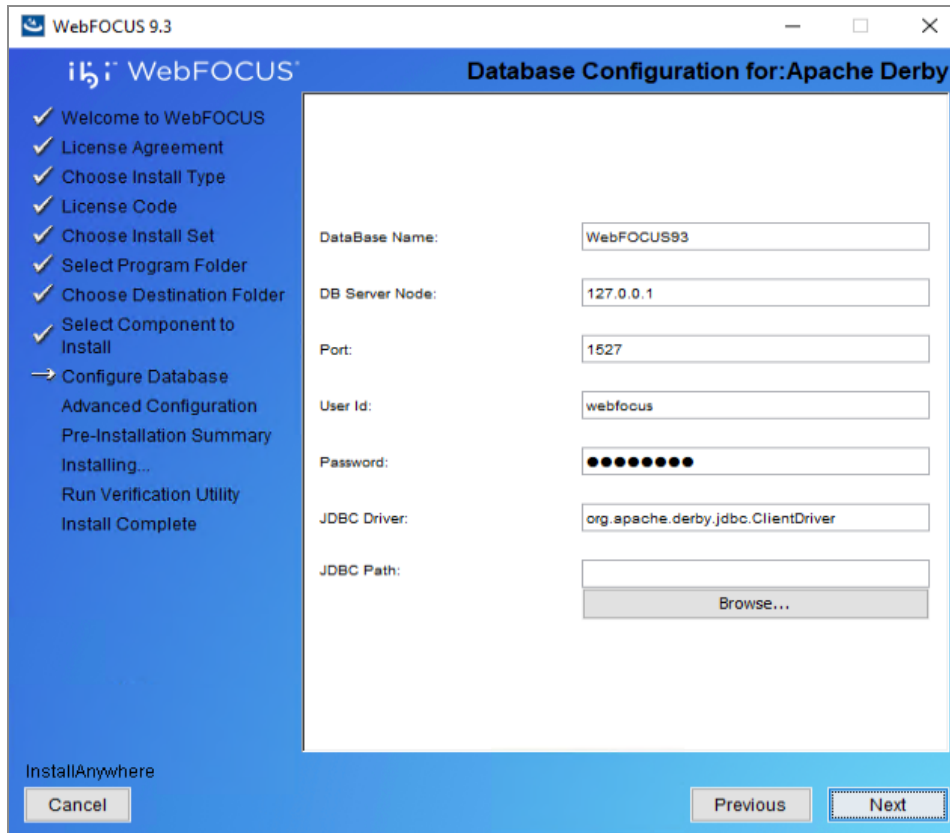 WebFOCUS 9.3
ibi WebFOCUS®
Database Configuration for:Apache Derby
Welcome to WebFOCUS
License Agreement
Choose Install Type
License Code
Choose Install Set
Select Program Folder
Choose Destination Folder
Select Component to
Install
Configure Database
Advanced Configuration
Pre-Installation Summary
Installing...
Run Verification Utility
Install Complete
DataBase Name: WebFOCUS93
DB Server Node: 127.0.0.1
Port: 1527
User Id: webfocus
Password: ●●●●●●●●
JDBC Driver: org.apache.derby.jdbc.ClientDriver
JDBC Path:
Browse...
InstallAnywhere
Cancel
Previous
Next